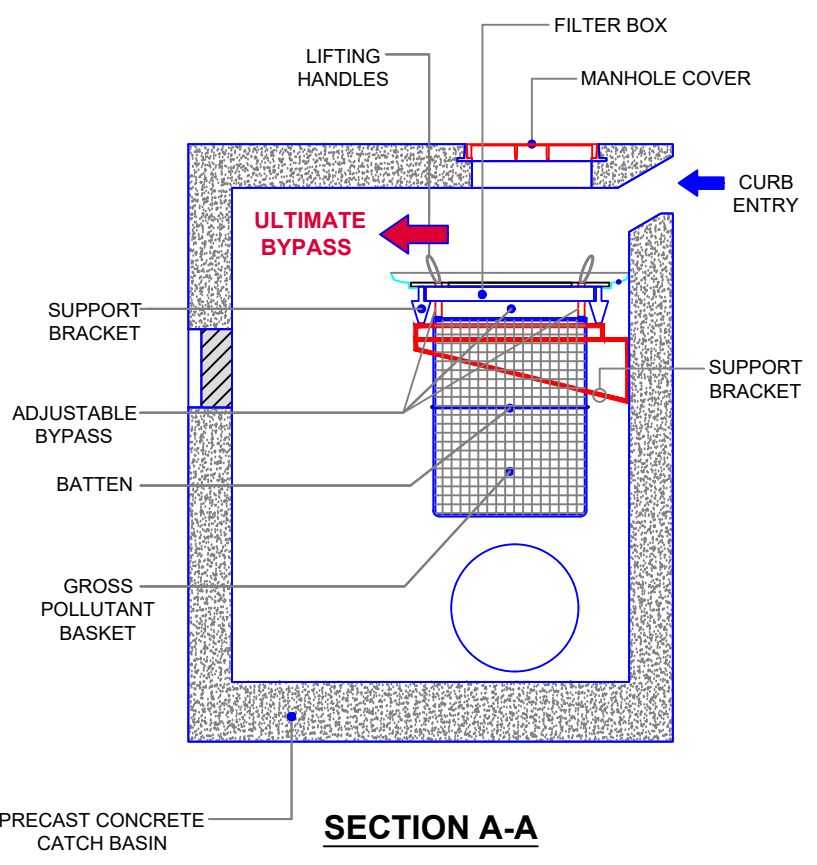 FILTER BOX
LIFTING
HANDLES
MANHOLE COVER
CURB
ENTRY
ULTIMATE
BYPASS
SUPPORT
BRACKET
SUPPORT
BRACKET
ADJUSTABLE
BYPASS
BATTEN
GROSS
POLLUTANT
BASKET
PRECAST CONCRETE
CATCH BASIN
SECTION A-A